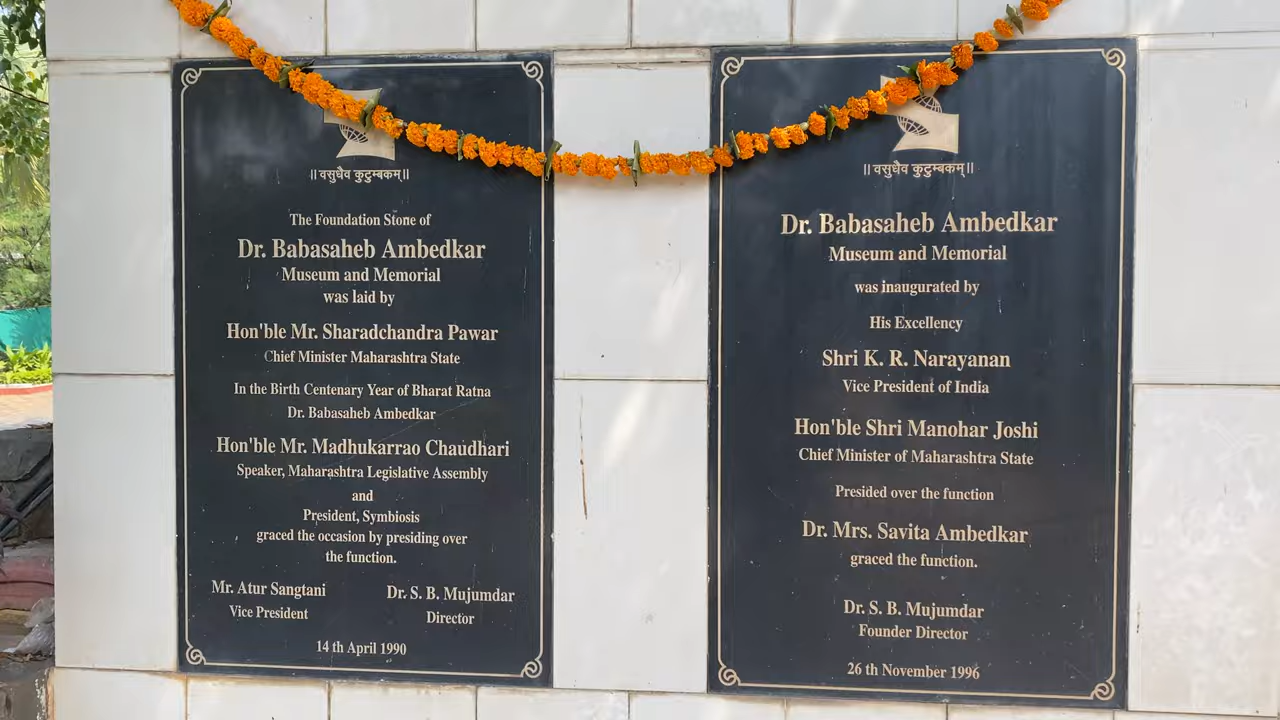 ॥ वसुधैव कुटुम्बकम् ॥
The Foundation Stone of
Dr. Babasaheb Ambedkar
Museum and Memorial
was laid by
Hon'ble Mr. Sharadchandra Pawar
Chief Minister Maharashtra State
In the Birth Centenary Year of Bharat Ratna
Dr. Babasaheb Ambedkar
Hon'ble Mr. Madhukarrao Chaudhari
Speaker, Maharashtra Legislative Assembly
and
President, Symbiosis
graced the occasion by presiding over
the function.
Mr. Atur Sangtani Dr. S. B. Mujumdar
Vice President Director
14 th April 1990
॥ वसुधैव कुटुम्बकम् ॥
Dr. Babasaheb Ambedkar
Museum and Memorial
was inaugurated by
His Excellency
Shri K. R. Narayanan
Vice President of India
Hon'ble Shri Manohar Joshi
Chief Minister of Maharashtra State
Presided over the function
Dr. Mrs. Savita Ambedkar
graced the function.
Dr. S. B. Mujumdar
Founder Director
26 th November 1996